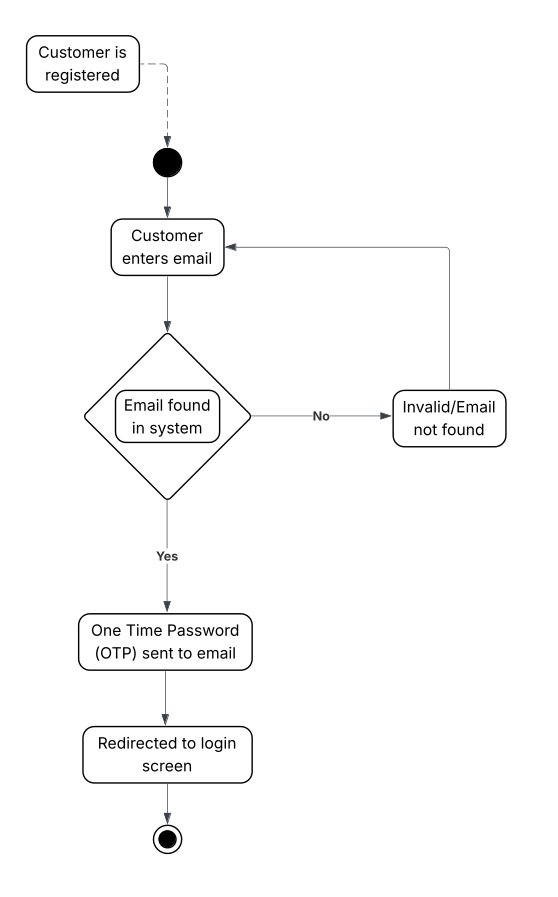 Customer is
registered
Customer
enters email
Email found
in system
No
Invalid/Email
not found
Yes
One Time Password
(OTP) sent to email
Redirected to login
screen